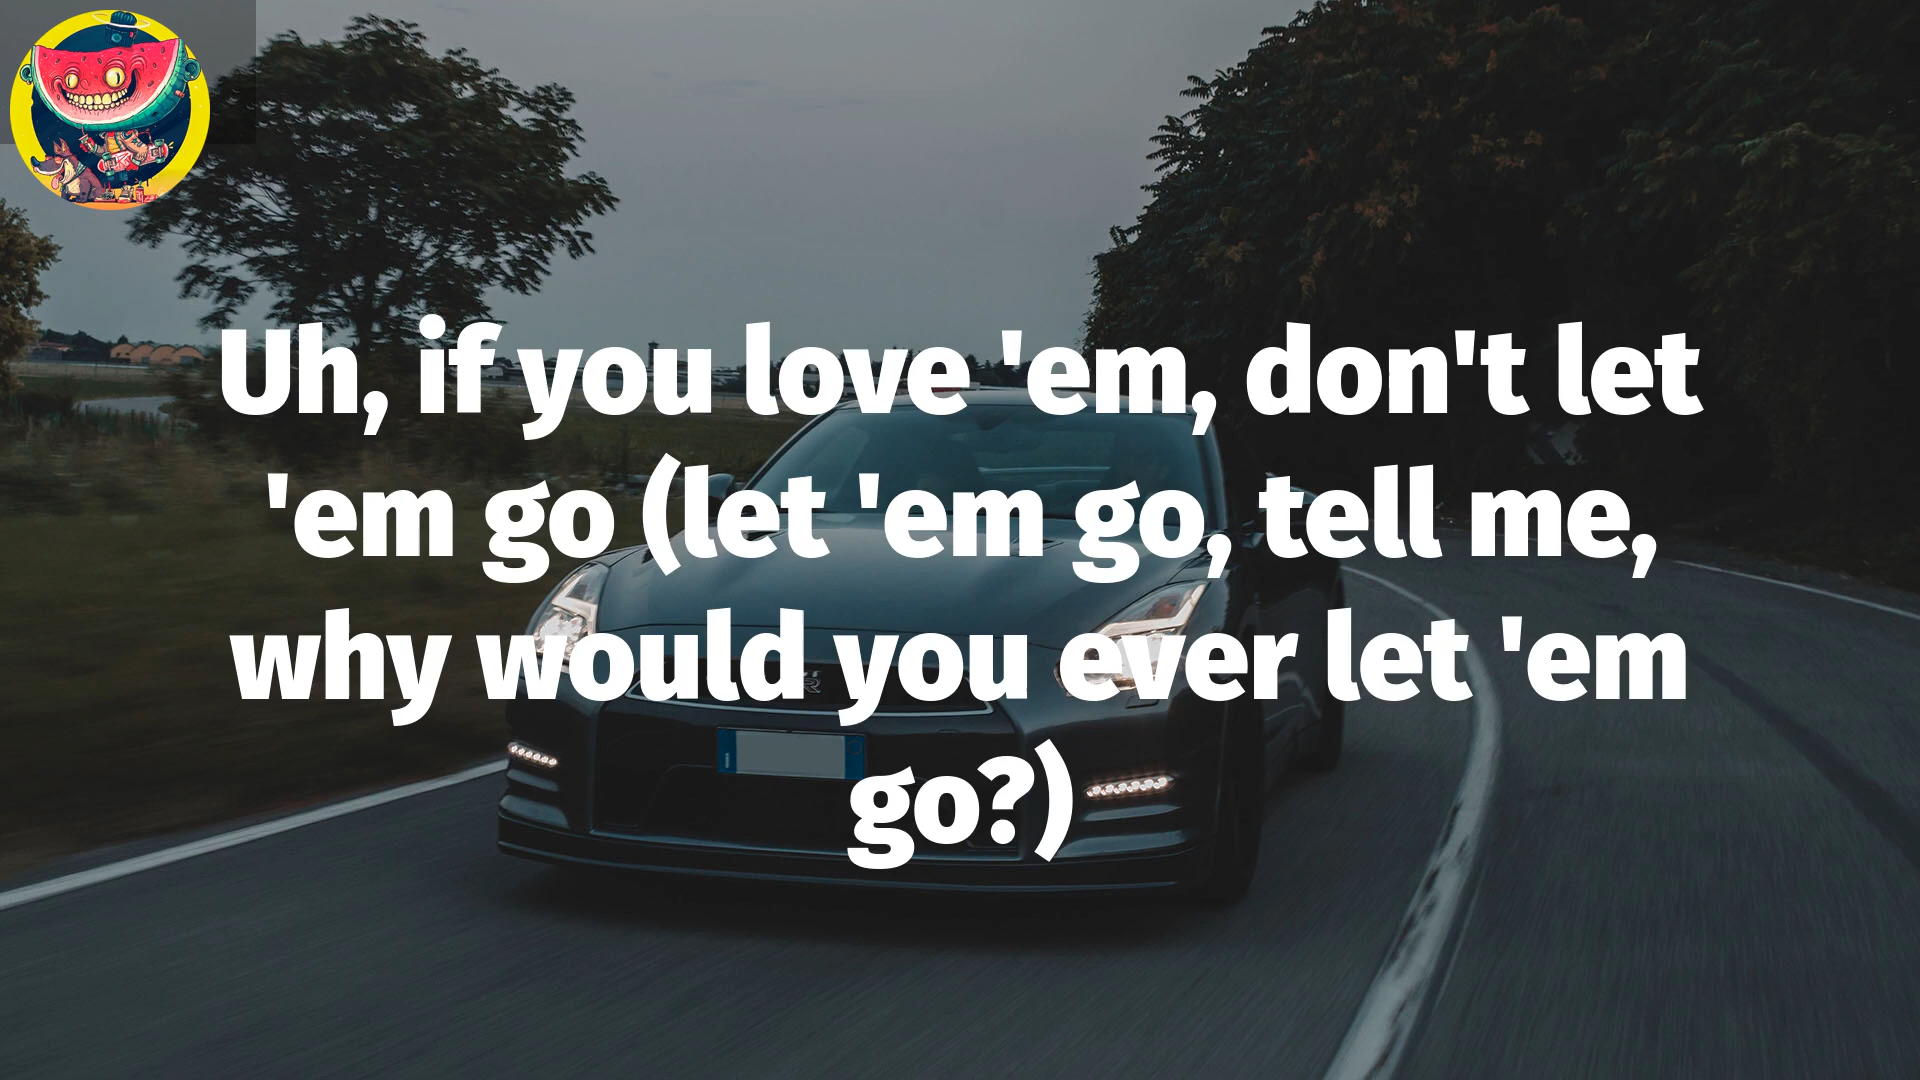 Uh, if you love 'em, don't let
'em go (let 'em go, tell me,
why would you ever let 'em
go?)